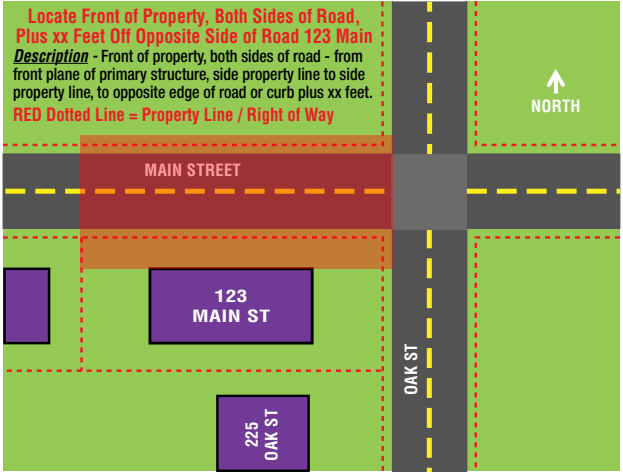 Locate Front of Property, Both Sides of Road,
Plus xx Feet Off Opposite Side of Road 123 Main
Description - Front of property, both sides of road - from
front plane of primary structure, side property line to side
property line, to opposite edge of road or curb plus xx feet.
RED Dotted Line = Property Line / Right of Way
NORTH
MAIN STREET
123
MAIN ST
OAK ST
225
OAK ST